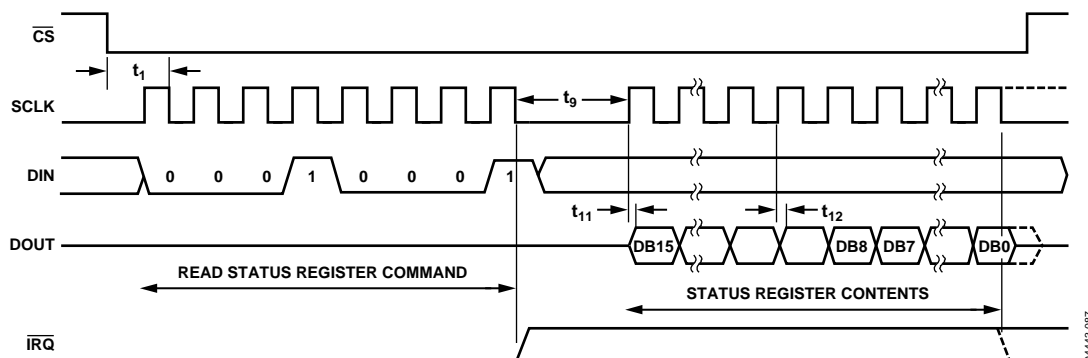 CS
t1
SCLK
t9
DIN
0 0 0 1 0 0 0 1
t11
t12
DOUT
DB15
DB8
DB7
DB0
READ STATUS REGISTER COMMAND
STATUS REGISTER CONTENTS
IRQ